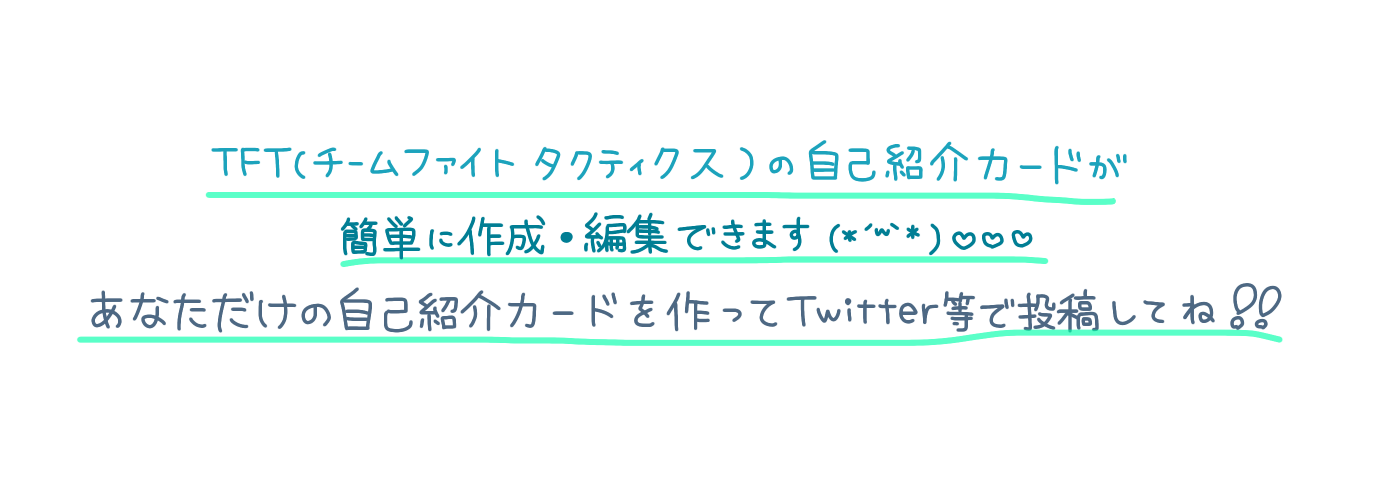 TFT(チームファイト タクティクス)の自己紹介カードが
簡単に作成・編集できます(*´꒳`*)♡♡♡
あなただけの自己紹介カードを作ってTwitter等で投稿してね!!